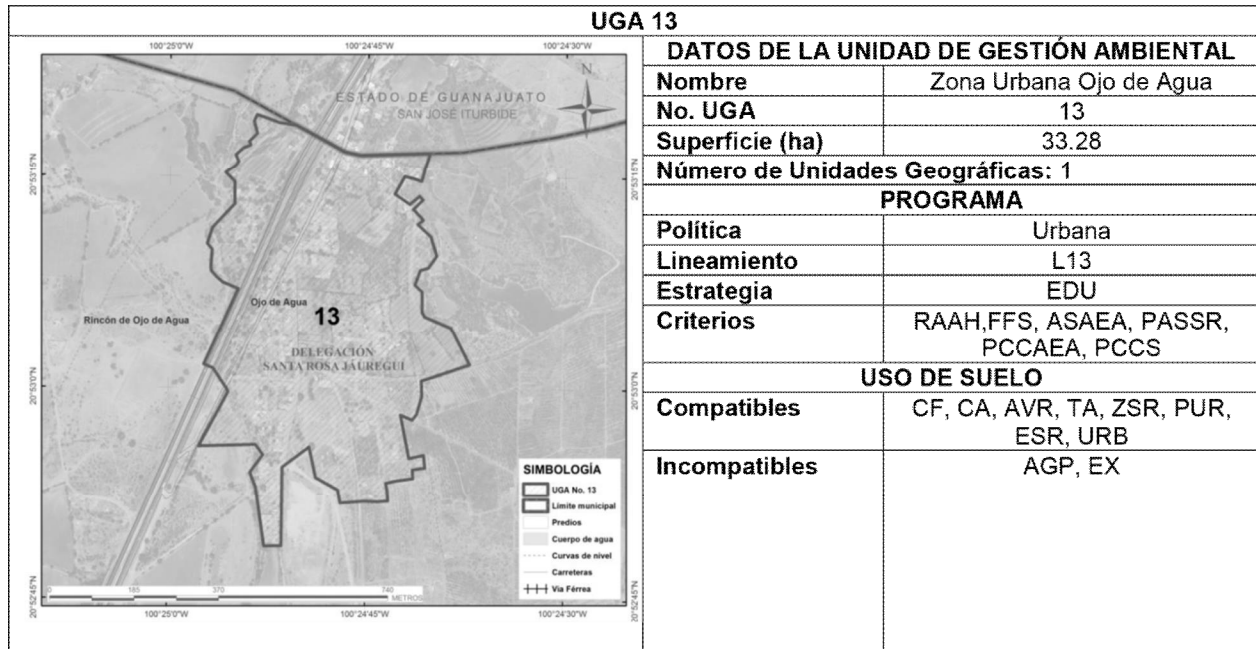 UGA 13
100°25'0"W 100°24'45"W 100°24'30"W
N
ESTADO DE GUANAJUATO
SAN JOSE ITURBIDE
20°53'15"N 20°53'15"N
Ojo de Agua
Rincón de Ojo de Agua
13
DELEGACIÓN
SANTA ROSA JÁUREGUI
20°53'0"N 20°53'0"N
SIMBOLOGÍA
UGA No. 13
Limite municipal
Predios
Cuerpo de agua
Curvas de nivel
Carreteras
Via Férrea
0 185 370 740
METROS
20°52'45"N 20°52'45"N
100°25'0"W 100°24'45"W 100°24'30"W
DATOS DE LA UNIDAD DE GESTIÓN AMBIENTAL
Nombre Zona Urbana Ojo de Agua
No. UGA 13
Superficie (ha) 33.28
Número de Unidades Geográficas: 1
PROGRAMA
Política Urbana
Lineamiento L13
Estrategia EDU
Criterios RAAH,FFS, ASAEA, PASSR,
PCCAEA, PCCS
USO DE SUELO
Compatibles CF, CA, AVR, TA, ZSR, PUR,
ESR, URB
Incompatibles AGP, EX